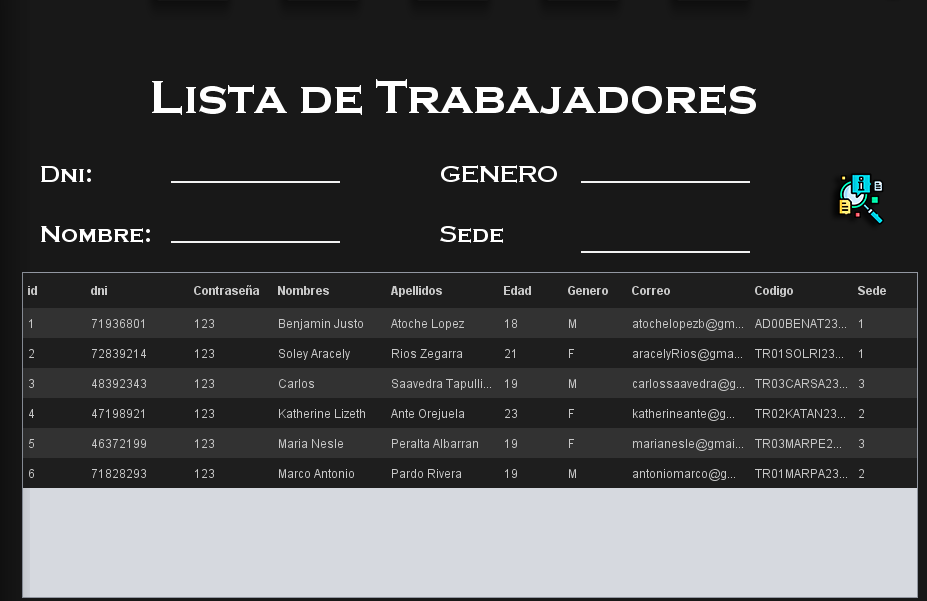 Lista de Trabajadores
Dni: GENERO
Nombre: Sede
id dni Contraseña Nombres Apellidos Edad Genero Correo Codigo Sede
1 71936801 123 Benjamin Justo Atoche Lopez 18 M atochelopezb@gm... AD00BENAT23... 1
2 72839214 123 Soley Aracely Rios Zegarra 21 F aracelyRios@gma... TR01SOLRI23... 1
3 48392343 123 Carlos Saavedra Tapulli... 19 M carlossaavedra@g... TR03CARSA23... 3
4 47198921 123 Katherine Lizeth Ante Orejuela 23 F katherineante@g... TR02KATAN23... 2
5 46372199 123 Maria Nesle Peralta Albarran 19 F marianesle@gmai... TR03MARPE2... 3
6 71828293 123 Marco Antonio Pardo Rivera 19 M antoniomarco@g... TR01MARPA23... 2